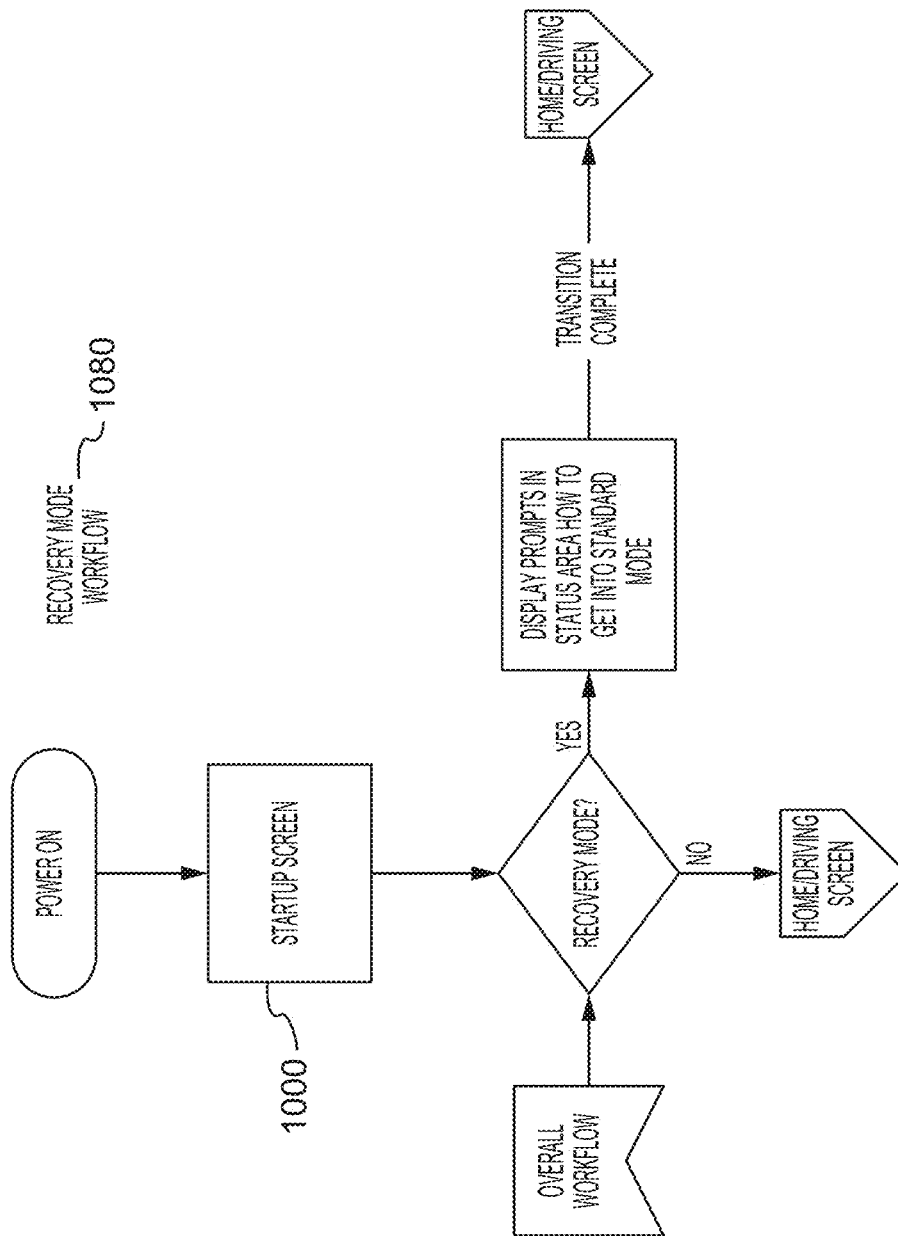 RECOVERY MODE
WORKFLOW
1080
POWER ON
1000
STARTUP SCREEN
OVERALL
WORKFLOW
RECOVERY MODE?
YES
NO
DISPLAY PROMPTS IN
STATUS AREA HOW TO
GET INTO STANDARD
MODE
TRANSITION
COMPLETE
HOME/DRIVING
SCREEN
HOME/DRIVING
SCREEN